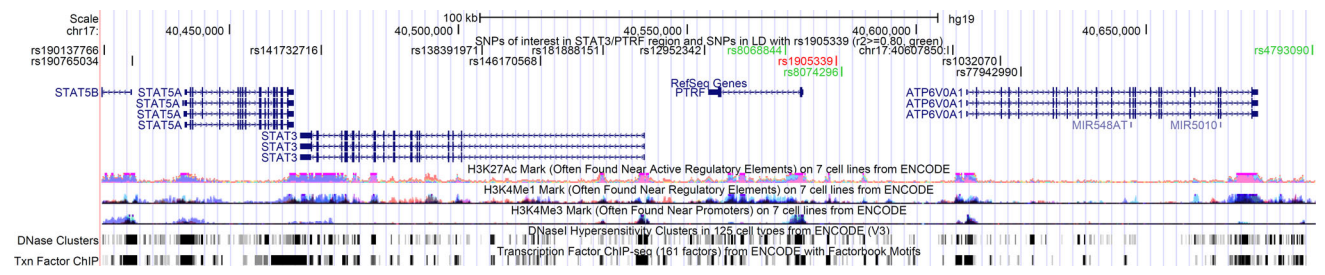 Scale 100 kb hg19
chr17: 40,450,000 40,500,000 40,550,000 40,600,000 40,650,000
SNPs of interest in STAT3/PTRF region and SNPs in LD with rs1905339 (r2>=0.80, green)
rs190137766 rs141732716 rs138391971 rs181888151 rs12952342 rs8068844 chr17:40607850:I rs4793090
rs190765034 rs146170568 rs1905339 rs1032070
rs8074296 rs77942990
RefSeq Genes
STAT5B STAT5A PTRF ATP6V0A1
STAT5A ATP6V0A1
STAT5A ATP6V0A1
STAT5A MIR548AT MIR5010
STAT3
STAT3
STAT3
H3K27Ac Mark (Often Found Near Active Regulatory Elements) on 7 cell lines from ENCODE
H3K4Me1 Mark (Often Found Near Regulatory Elements) on 7 cell lines from ENCODE
H3K4Me3 Mark (Often Found Near Promoters) on 7 cell lines from ENCODE
DNaseI Hypersensitivity Clusters in 125 cell types from ENCODE (V3)
DNase Clusters
Transcription Factor ChIP-seq (161 factors) from ENCODE with Factorbook Motifs
Txn Factor ChIP